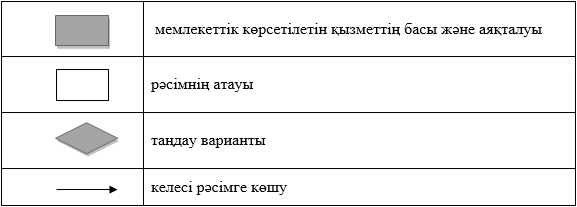 мемлекеттік көрсетілетін қызметтің басы және аяқталуы
рәсімнің атауы
таңдау варианты
келесі рәсімге көшу